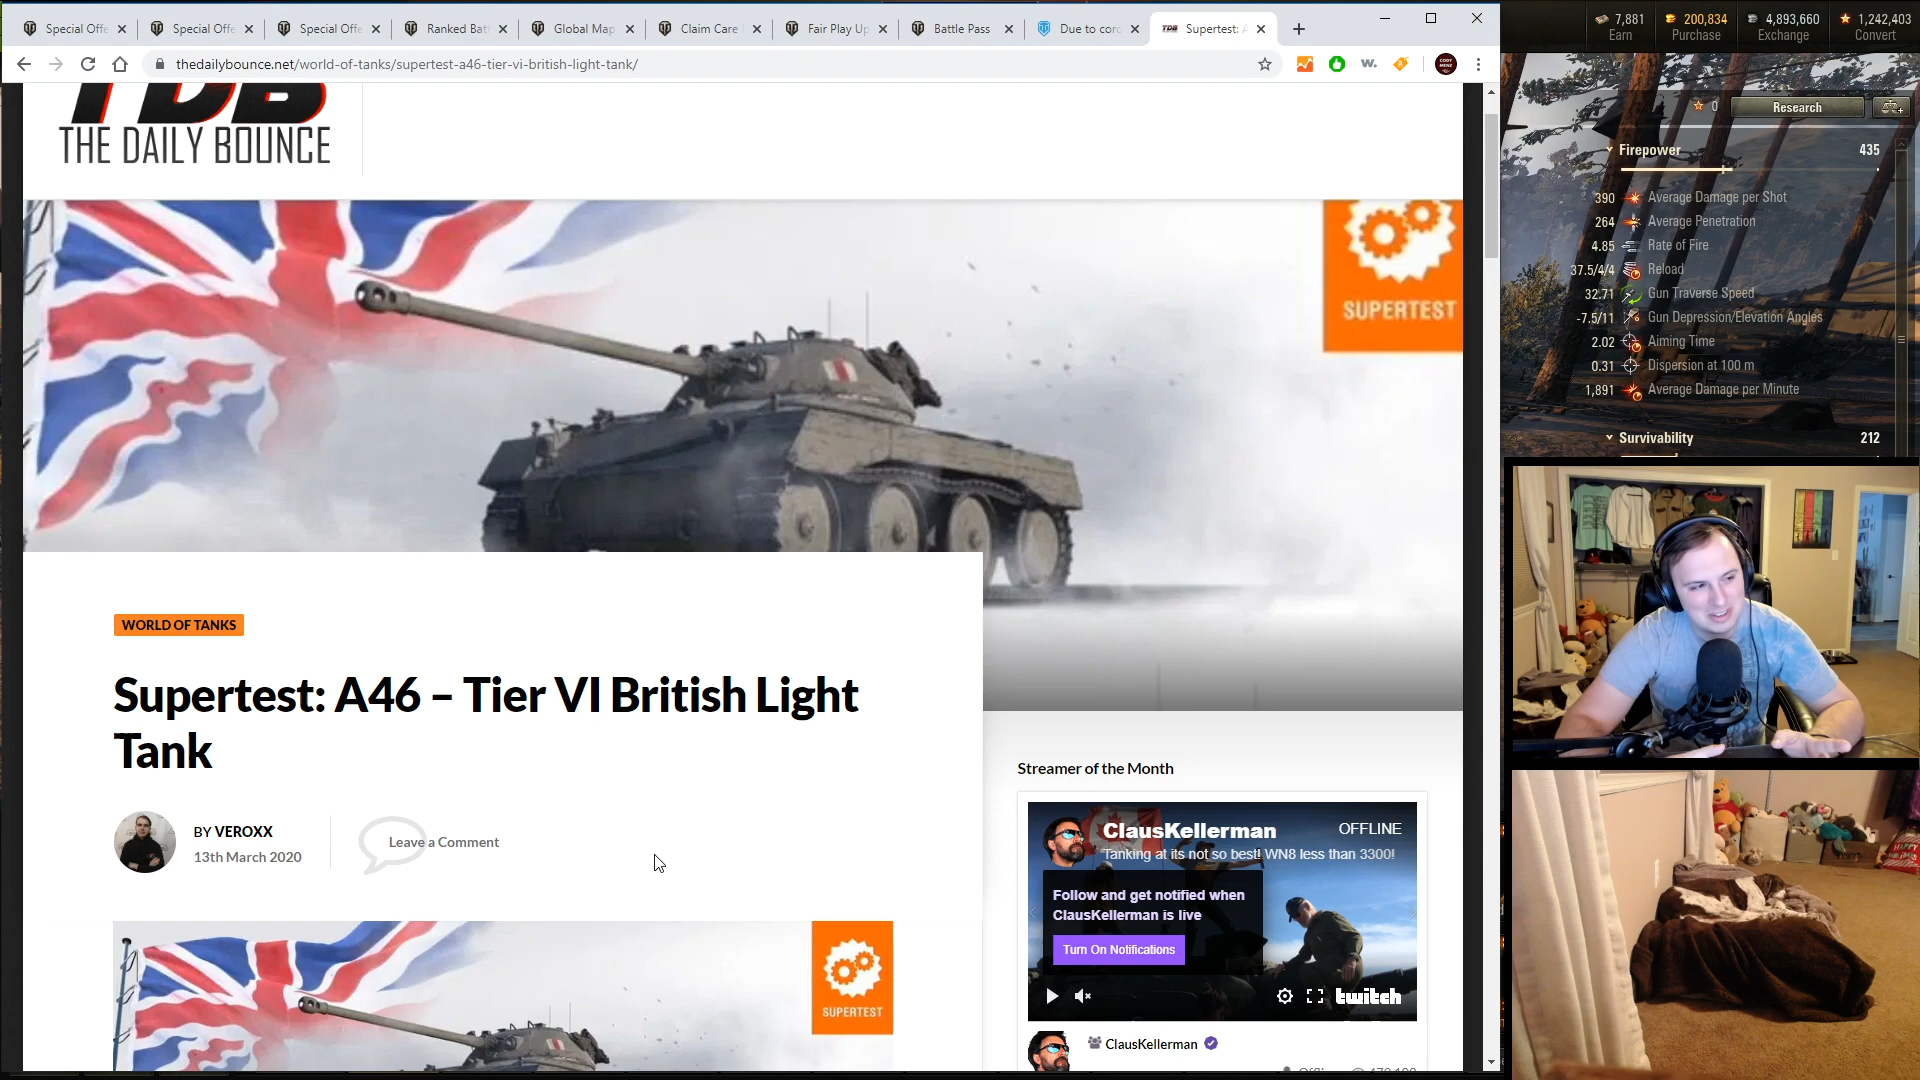 Special Offe
Special Offe
Special Offe
Ranked Batt
Global Map
Claim Care
Fair Play Up
Battle Pass
Due to coro
Supertest: A
thedailybounce.net/world-of-tanks/supertest-a46-tier-vi-british-light-tank/
7,881
Earn
200,834
Purchase
4,893,660
Exchange
1,242,403
Convert
TDB
THE DAILY BOUNCE
SUPERTEST
WORLD OF TANKS
Supertest: A46 – Tier VI British Light
Tank
BY VEROXX
13th March 2020
Leave a Comment
SUPERTEST
Streamer of the Month
ClausKellerman
OFFLINE
Tanking at its not so best! WN8 less than 3300!
Follow and get notified when
ClausKellerman is live
Turn On Notifications
twitch
ClausKellerman
0
Research
Firepower 435
390 Average Damage per Shot
264 Average Penetration
4.85 Rate of Fire
37.5/4/4 Reload
32.71 Gun Traverse Speed
-7.5/11 Gun Depression/Elevation Angles
2.02 Aiming Time
0.31 Dispersion at 100 m
1,891 Average Damage per Minute
Survivability 212